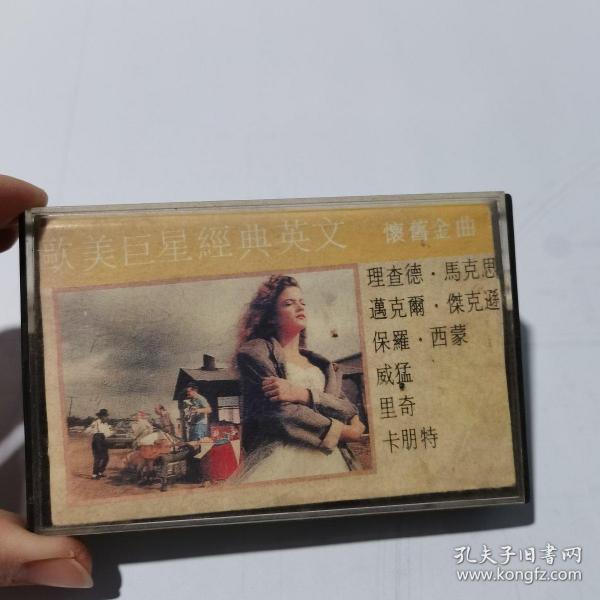 歐美巨星經典英文 懷舊金曲
理查德·馬克思
邁克爾·傑克遜
保羅·西蒙
威猛
里奇
卡朋特
孔夫子旧书网
www.kongfz.com